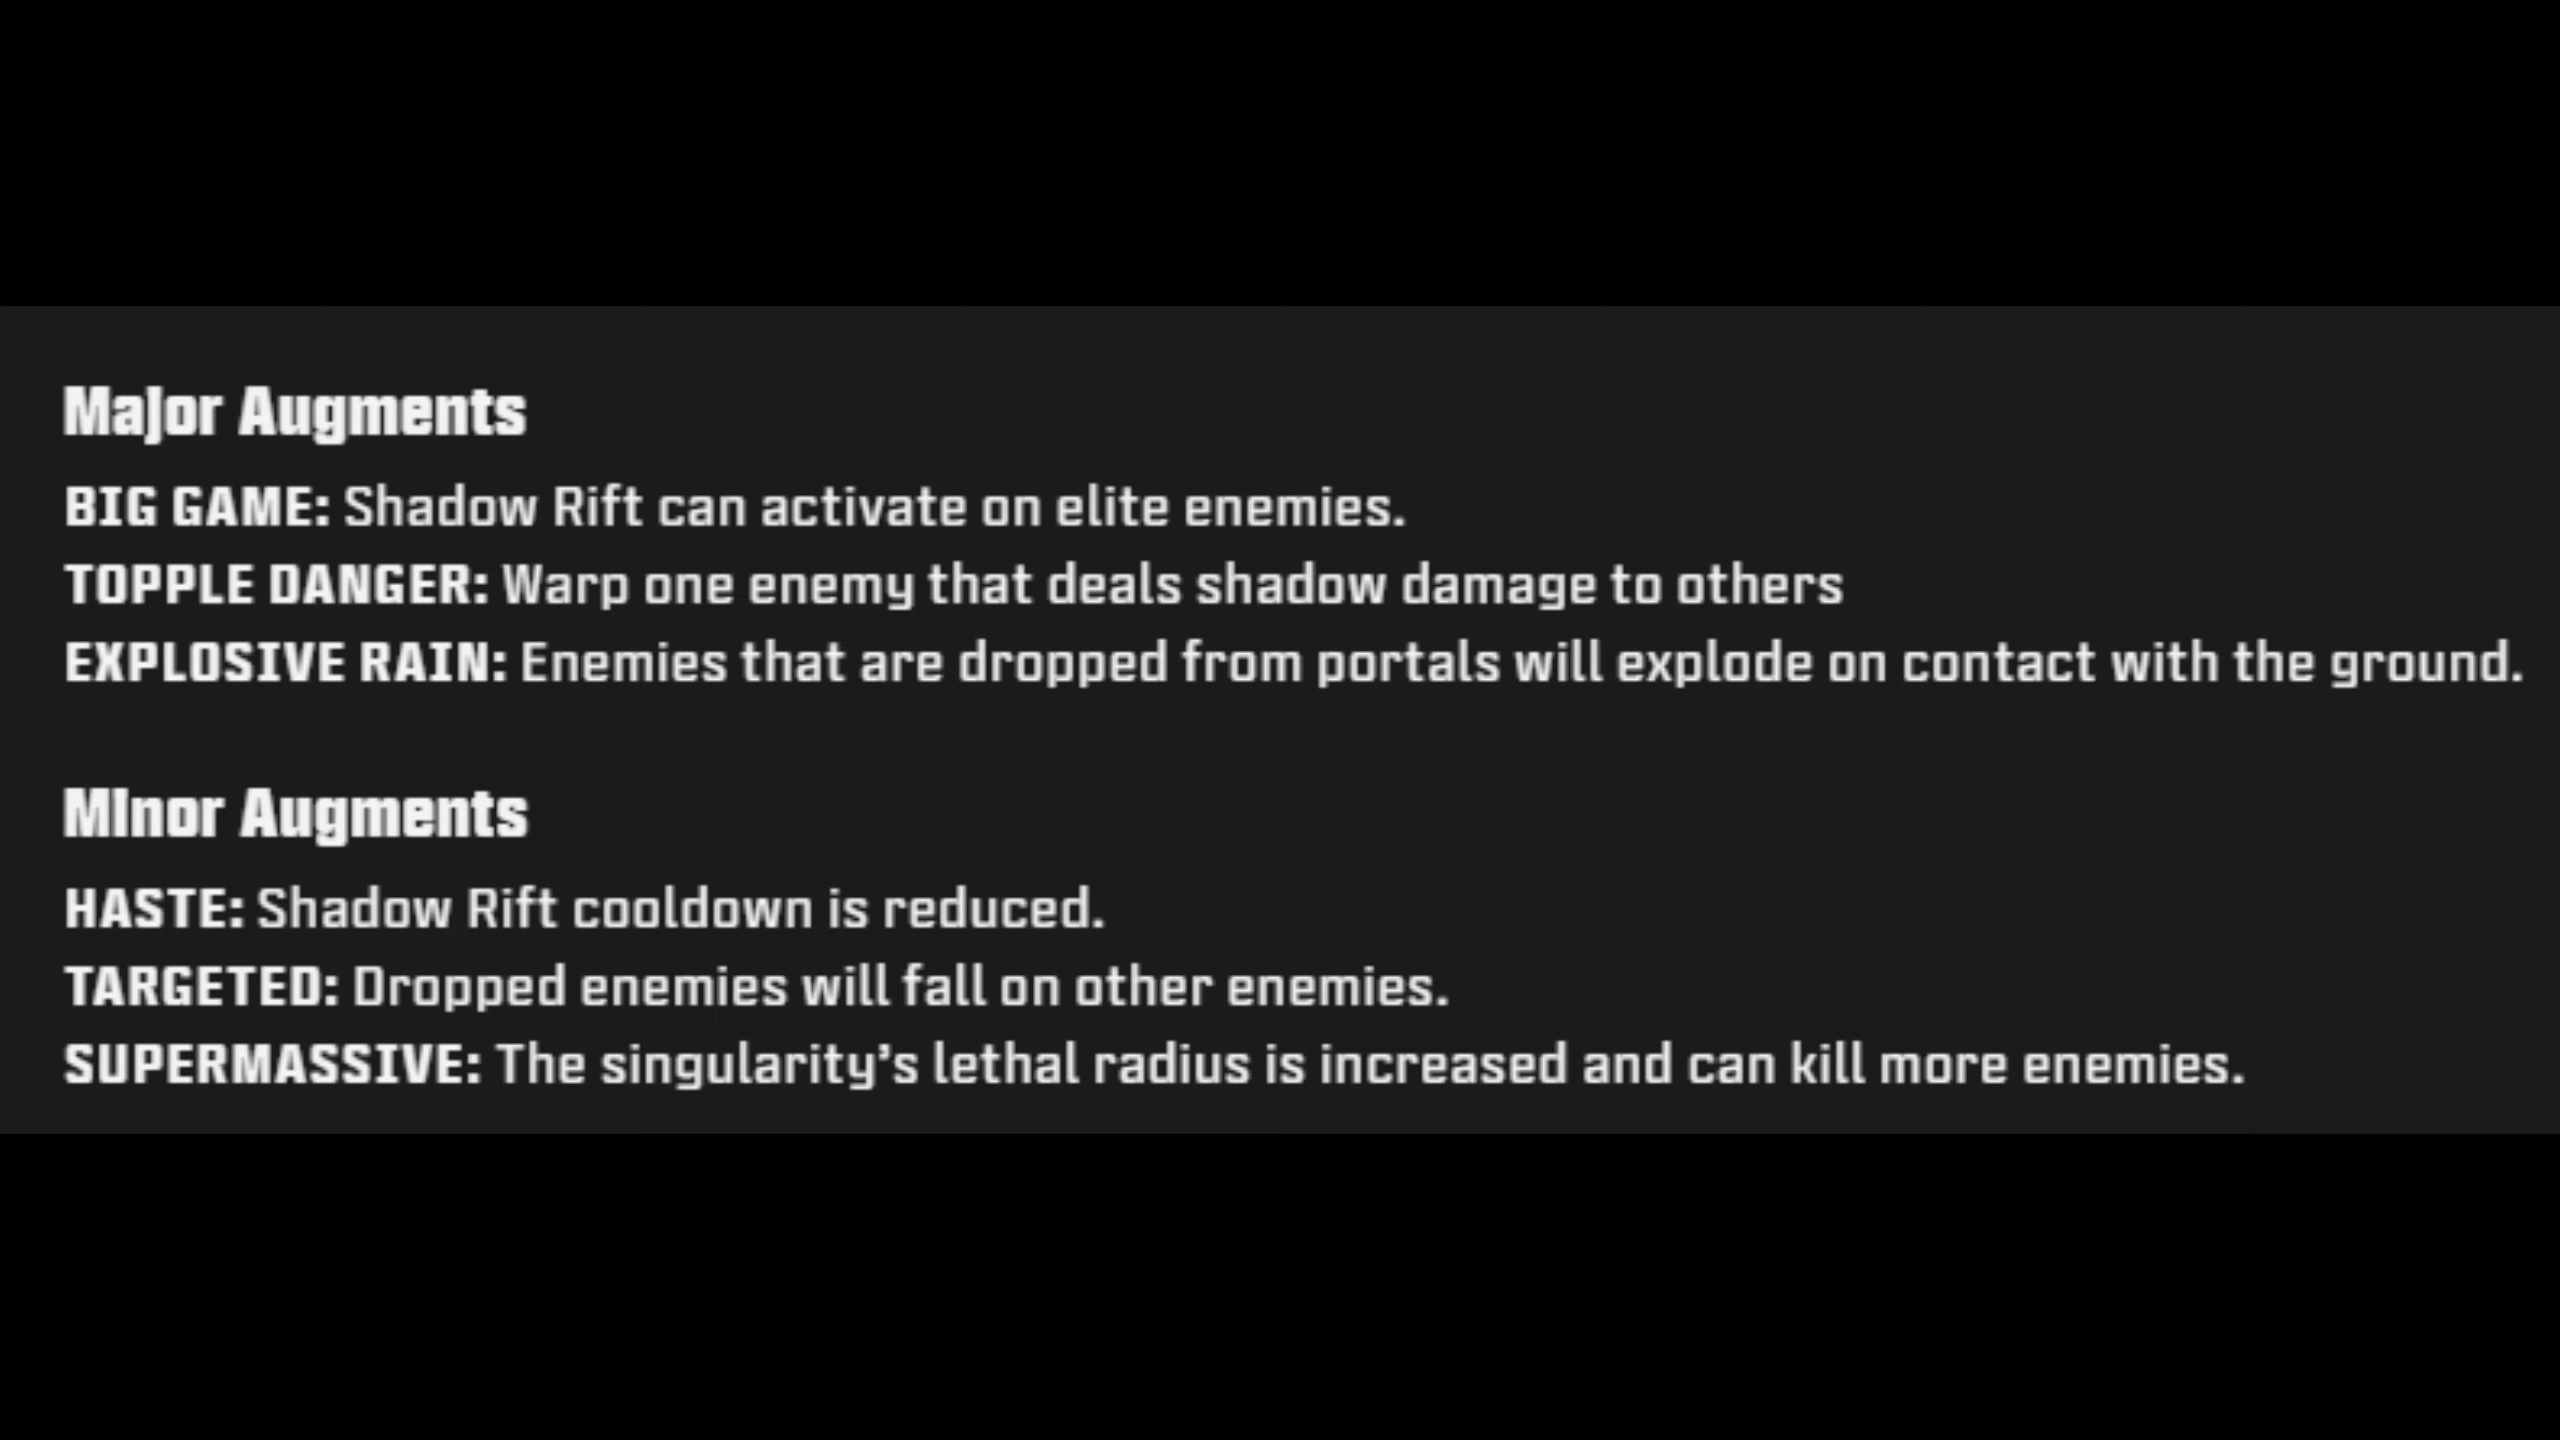 Major Augments
BIG GAME: Shadow Rift can activate on elite enemies.
TOPPLE DANGER: Warp one enemy that deals shadow damage to others
EXPLOSIVE RAIN: Enemies that are dropped from portals will explode on contact with the ground.
Minor Augments
HASTE: Shadow Rift cooldown is reduced.
TARGETED: Dropped enemies will fall on other enemies.
SUPERMASSIVE: The singularity’s lethal radius is increased and can kill more enemies.